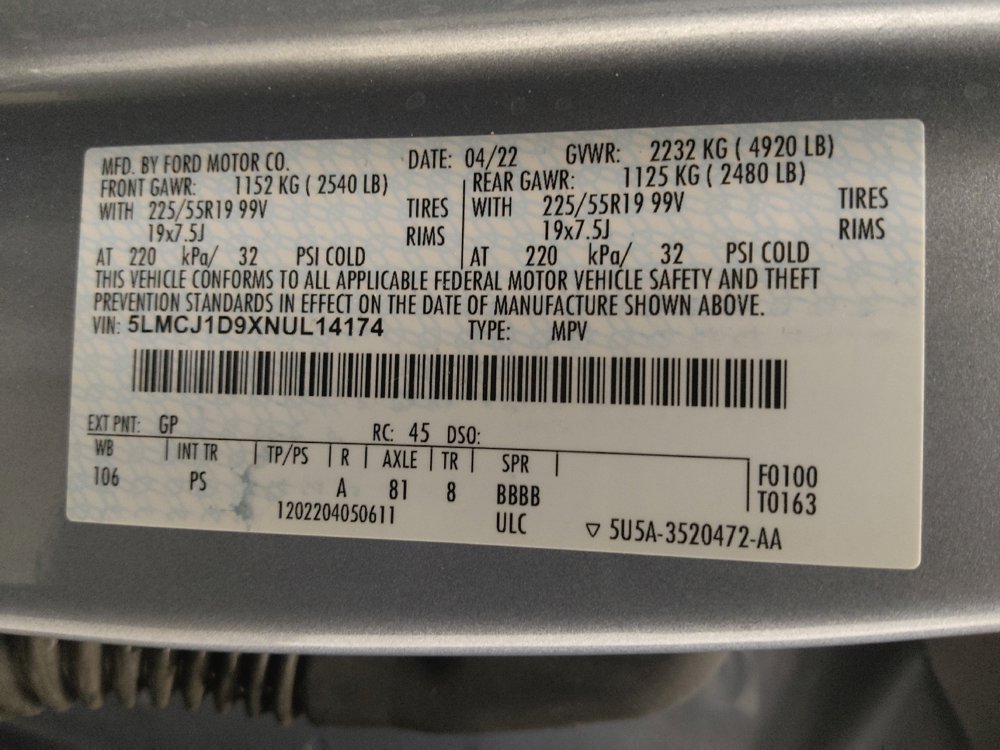 MFD. BY FORD MOTOR CO. DATE: 04/22 GVWR: 2232 KG ( 4920 LB)
FRONT GAWR: 1152 KG ( 2540 LB) REAR GAWR: 1125 KG ( 2480 LB)
WITH 225/55R19 99V TIRES WITH 225/55R19 99V TIRES
19x7.5J RIMS 19x7.5J RIMS
AT 220 kPa/ 32 PSI COLD AT 220 kPa/ 32 PSI COLD
THIS VEHICLE CONFORMS TO ALL APPLICABLE FEDERAL MOTOR VEHICLE SAFETY AND THEFT
PREVENTION STANDARDS IN EFFECT ON THE DATE OF MANUFACTURE SHOWN ABOVE.
VIN: 5LMCJ1D9XNUL14174 TYPE: MPV
EXT PNT: GP RC: 45 DSO:
WB INT TR TP/PS R AXLE TR SPR F0100
106 PS A 81 8 BBBB T0163
1202204050611 ULC ▽ 5U5A-3520472-AA